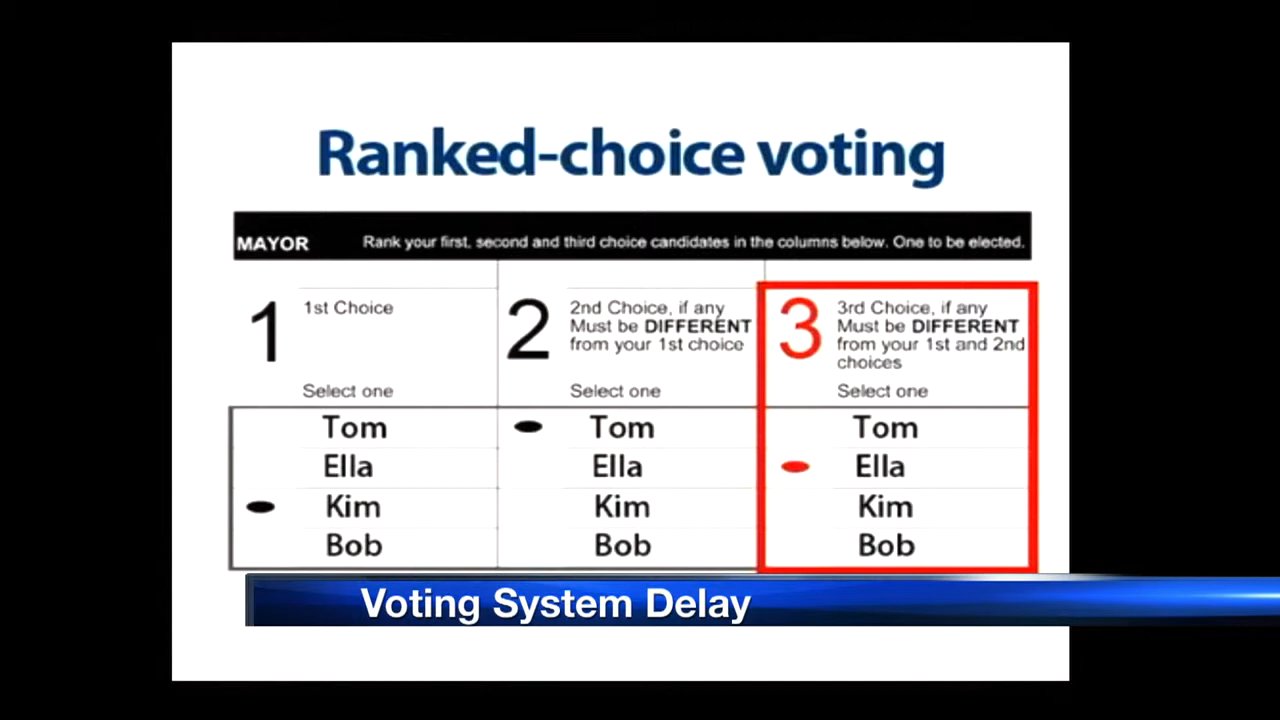 Ranked-choice voting
MAYOR Rank your first, second and third choice candidates in the columns below. One to be elected.
1
1st Choice
Select one
2
2nd Choice, if any
Must be DIFFERENT
from your 1st choice
Select one
3
3rd Choice, if any
Must be DIFFERENT
from your 1st and 2nd
choices
Select one
Tom Tom Tom
Ella Ella Ella
Kim Kim Kim
Bob Bob Bob
Voting System Delay